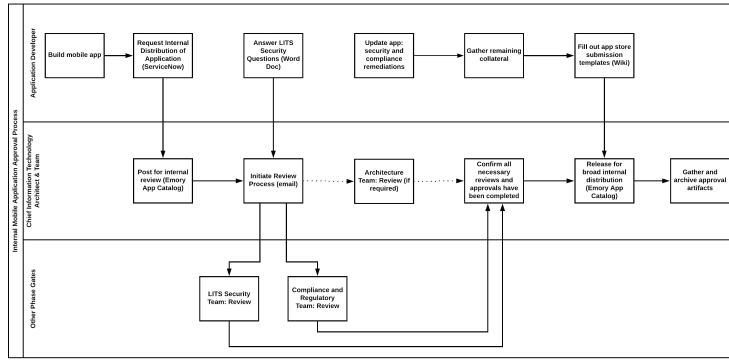 Internal Mobile Application Approval Process
Application Developer
Build mobile app
Request Internal
Distribution of
Application
(ServiceNow)
Answer LITS
Security
Questions (Word
Doc)
Update app:
security and
compliance
remediations
Gather remaining
collateral
Fill out app store
submission
templates (Wiki)
Chief Information Technology
Architect & Team
Post for internal
review (Emory
App Catalog)
Initiate Review
Process (email)
Architecture
Team: Review (if
required)
Confirm all
necessary
reviews and
approvals have
been completed
Release for
broad internal
distribution
(Emory App
Catalog)
Gather and
archive approval
artifacts
Other Phase Gates
LITS Security
Team: Review
Compliance and
Regulatory
Team: Review